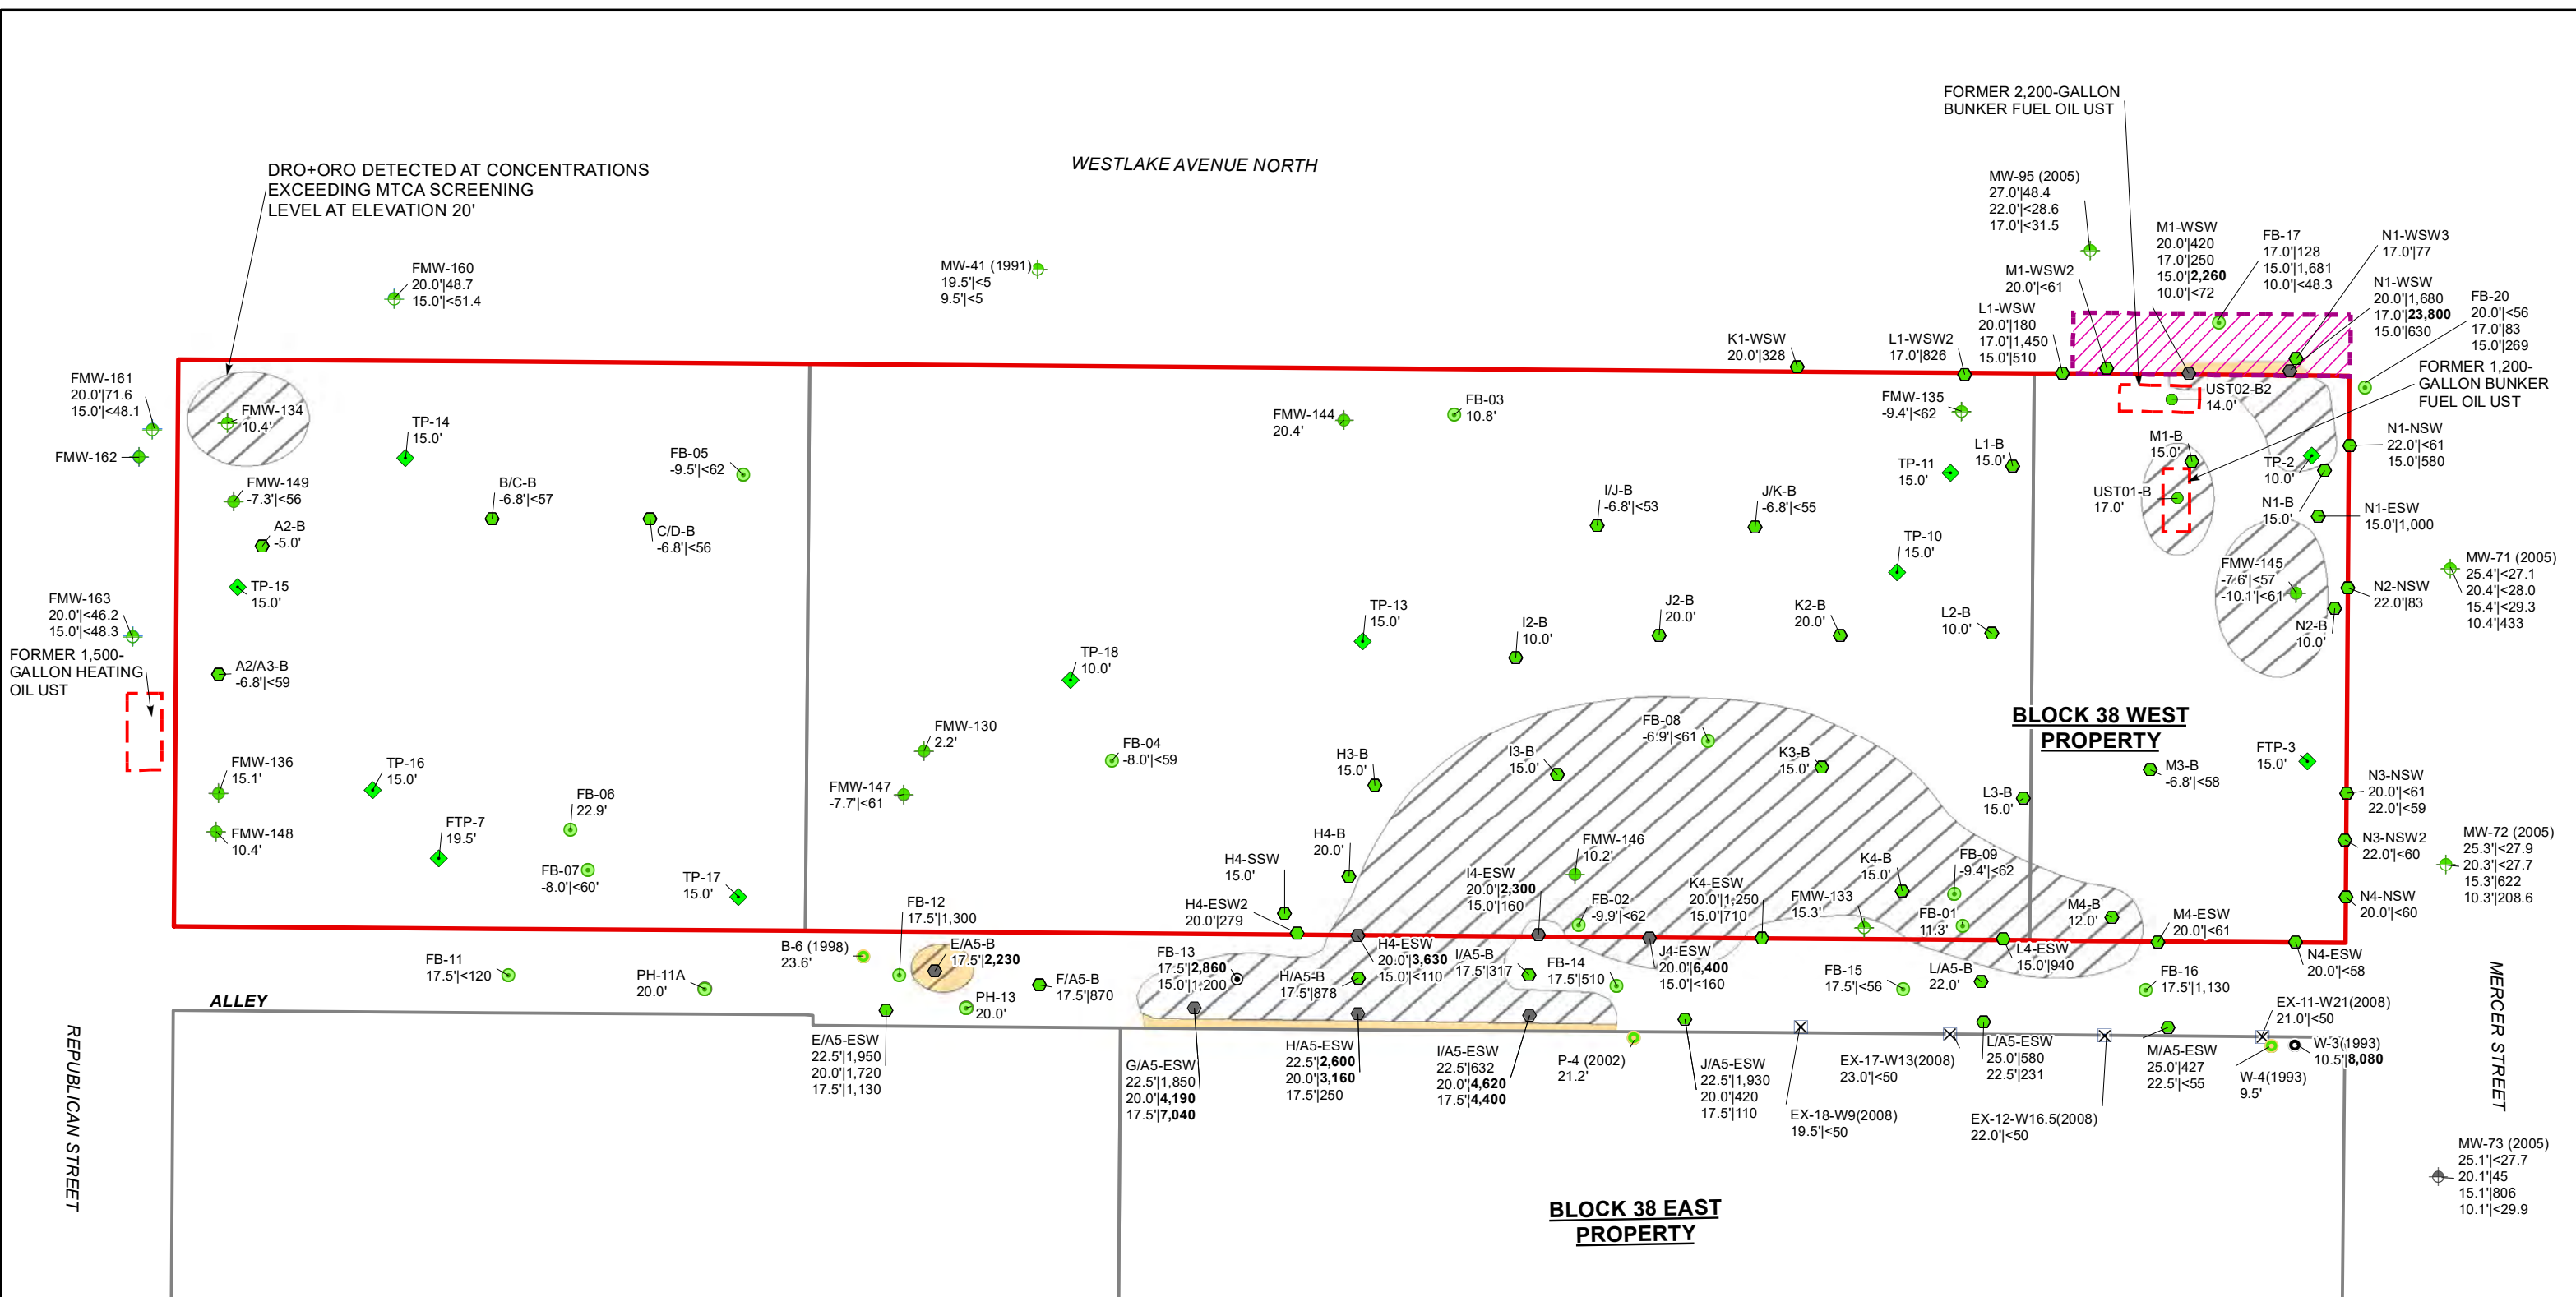 FORMER 2,200-GALLON
BUNKER FUEL OIL UST
DRO+ORO DETECTED AT CONCENTRATIONS
EXCEEDING MTCA SCREENING
LEVEL AT ELEVATION 20'
WESTLAKE AVENUE NORTH
MW-95 (2005)
27.0'|48.4
22.0'|<28.6
17.0'|<31.5
M1-WSW
20.0'|420
17.0'|250
15.0'|2,260
10.0'|<72
FB-17
17.0'|128
15.0'|1,681
10.0'|<48.3
N1-WSW3
17.0'|77
N1-WSW
20.0'|1,680
17.0'|23,800
15.0'|630
FB-20
20.0'|<56
17.0'|83
15.0'|269
FMW-160
20.0'|48.7
15.0'|<51.4
MW-41 (1991)
19.5'|<5
9.5'|<5
M1-WSW2
20.0'|<61
L1-WSW
20.0'|180
17.0'|1,450
15.0'|510
K1-WSW
20.0'|328
L1-WSW2
17.0'|826
FORMER 1,200-
GALLON BUNKER
FUEL OIL UST
FMW-161
20.0'|71.6
15.0'|<48.1
FMW-162
FMW-134
10.4'
TP-14
15.0'
FB-05
-9.5'|<62
FMW-144
20.4'
FB-03
10.8'
FMW-135
-9.4'|<62
UST02-B2
14.0'
L1-B
15.0'
M1-B
15.0'
TP-2
10.0'
N1-NSW
22.0'|<61
15.0'|580
TP-11
15.0'
FMW-149
-7.3'|<56
A2-B
-5.0'
B/C-B
-6.8'|<57
C/D-B
-6.8'|<56
I/J-B
-6.8'|<53
J/K-B
-6.8'|<55
UST01-B
17.0'
N1-B
15.0'
N1-ESW
15.0'|1,000
TP-10
15.0'
FMW-145
-7.6'|<57
-10.1'|<61
MW-71 (2005)
25.4'|<27.1
20.4'|<28.0
15.4'|<29.3
10.4'|433
TP-15
15.0'
N2-NSW
22.0'|83
N2-B
10.0'
FMW-163
20.0'|<46.2
15.0'|<48.3
FORMER 1,500-
GALLON HEATING
OIL UST
A2/A3-B
-6.8'|<59
TP-13
15.0'
I2-B
10.0'
J2-B
20.0'
K2-B
20.0'
L2-B
10.0'
TP-18
10.0'
BLOCK 38 WEST
PROPERTY
FMW-130
2.2'
FB-04
-8.0'|<59
FB-08
-6.9'|<61
FMW-136
15.1'
TP-16
15.0'
FMW-147
-7.7'|<61
H3-B
15.0'
I3-B
15.0'
K3-B
15.0'
L3-B
15.0'
M3-B
-6.8'|<58
FTP-3
15.0'
N3-NSW
20.0'|<61
22.0'|<59
FB-06
22.9'
FMW-148
10.4'
FTP-7
19.5'
FB-07
-8.0'|<60'
TP-17
15.0'
H4-B
20.0'
H4-SSW
15.0'
H4-ESW2
20.0'|279
I4-ESW
20.0'|2,300
15.0'|160
FMW-146
10.2'
FB-02
-9.9'|<62
K4-ESW
20.0'|1,250
15.0'|710
FMW-133
15.3'
K4-B
15.0'
FB-09
-9.4'|<62
FB-01
11.3'
M4-B
12.0'
N3-NSW2
22.0'|<60
MW-72 (2005)
25.3'|<27.9
20.3'|<27.7
15.3'|622
10.3'|208.6
N4-NSW
20.0'|<60
M4-ESW
20.0'|<61
N4-ESW
20.0'|<58
FB-12
17.5'|1,300
B-6 (1998)
23.6'
E/A5-B
17.5'|2,230
FB-11
17.5'|<120
PH-11A
20.0'
PH-13
20.0'
F/A5-B
17.5'|870
FB-13
17.5'|2,860
15.0'|1,200
H/A5-B
17.5'|878
H4-ESW
20.0'|3,630
15.0'|<110
I/A5-B
17.5'|317
FB-14
17.5'|510
J4-ESW
20.0'|6,400
15.0'|<160
FB-15
17.5'|<56
L/A5-B
22.0'
L4-ESW
15.0'|940
FB-16
17.5'|1,130
ALLEY
REPUBLICAN STREET
MERCER STREET
E/A5-ESW
22.5'|1,950
20.0'|1,720
17.5'|1,130
G/A5-ESW
22.5'|1,850
20.0'|4,190
17.5'|7,040
H/A5-ESW
22.5'|2,600
20.0'|3,160
17.5'|250
I/A5-ESW
22.5'|632
20.0'|4,620
17.5'|4,400
P-4 (2002)
21.2'
J/A5-ESW
22.5'|1,930
20.0'|420
17.5'|110
EX-18-W9(2008)
19.5'|<50
EX-17-W13(2008)
23.0'|<50
L/A5-ESW
25.0'|580
22.5'|231
EX-12-W16.5(2008)
22.0'|<50
M/A5-ESW
25.0'|427
22.5'|<55
EX-11-W21(2008)
21.0'|<50
W-3(1993)
10.5'|8,080
W-4(1993)
9.5'
MW-73 (2005)
25.1'|<27.7
20.1'|45
15.1'|806
10.1'|<29.9
BLOCK 38 EAST
PROPERTY